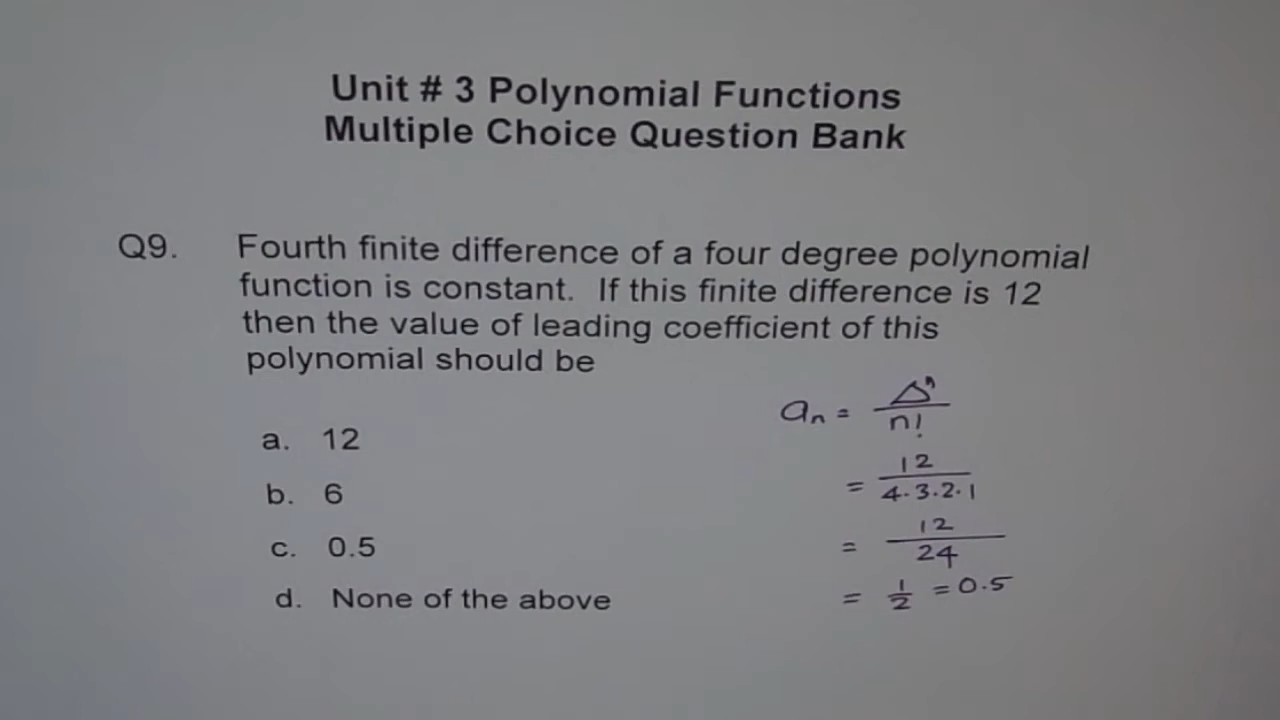 Unit # 3 Polynomial Functions
Multiple Choice Question Bank
Q9. Fourth finite difference of a four degree polynomial
function is constant. If this finite difference is 12
then the value of leading coefficient of this
polynomial should be
a. 12
b. 6
c. 0.5
d. None of the above
aₙ = Δⁿ / n!
= 12 / 4·3·2·1
= 12 / 24
= 1/2 = 0.5